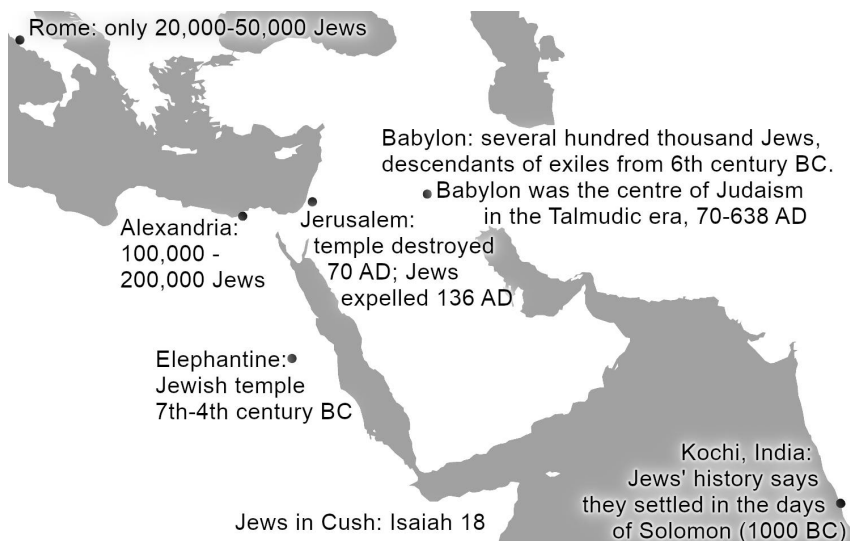 Rome: only 20,000-50,000 Jews
Babylon: several hundred thousand Jews,
descendants of exiles from 6th century BC.
Babylon was the centre of Judaism
in the Talmudic era, 70-638 AD
Alexandria:
100,000 -
200,000 Jews
Jerusalem:
temple destroyed
70 AD; Jews
expelled 136 AD
Elephantine:
Jewish temple
7th-4th century BC
Kochi, India:
Jews' history says
they settled in the days
of Solomon (1000 BC)
Jews in Cush: Isaiah 18